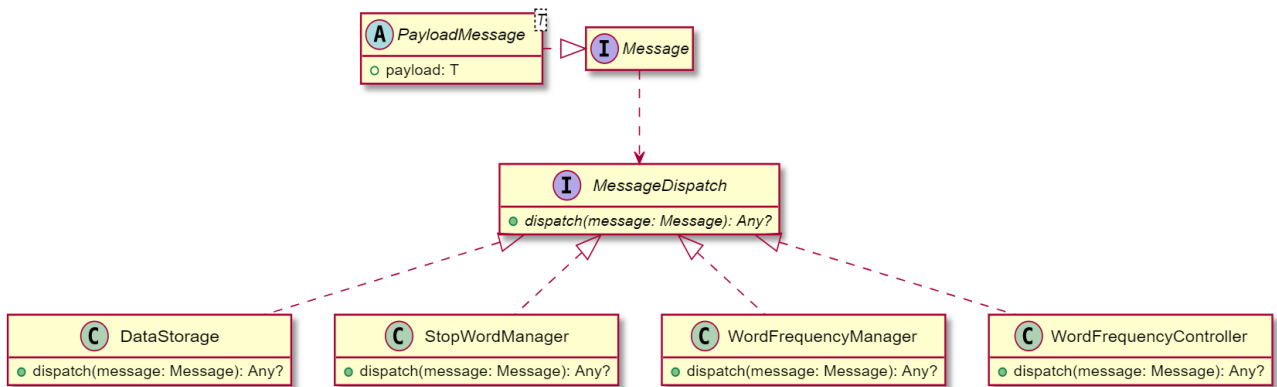 T
A PayloadMessage
payload: T
I Message
I MessageDispatch
dispatch(message: Message): Any?
C DataStorage
dispatch(message: Message): Any?
C StopWordManager
dispatch(message: Message): Any?
C WordFrequencyManager
dispatch(message: Message): Any?
C WordFrequencyController
dispatch(message: Message): Any?